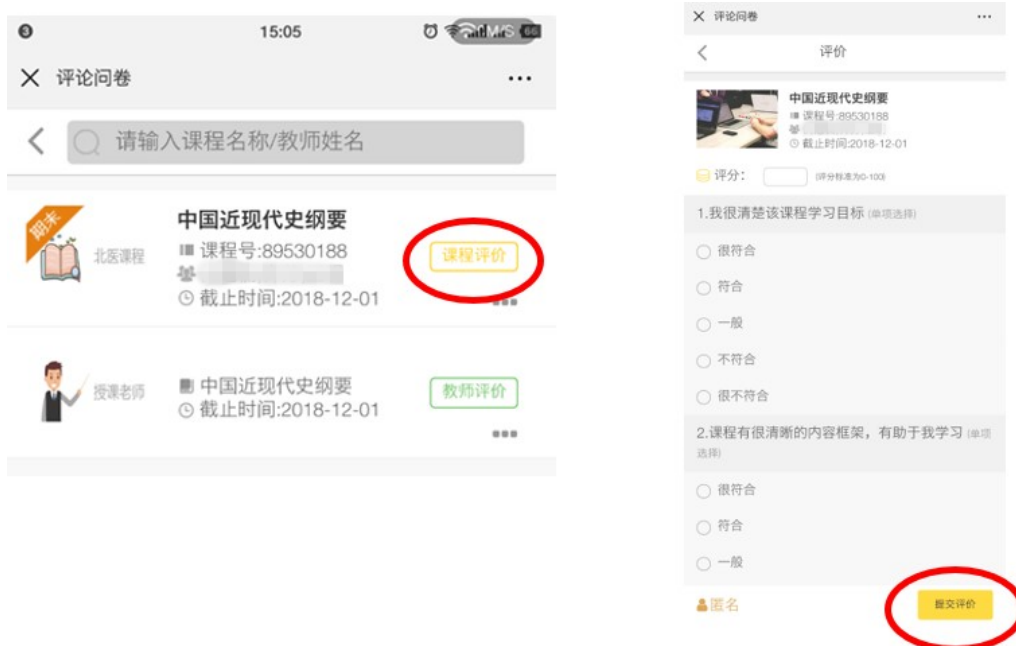 15:05
评论问卷
请输入课程名称/教师姓名
期末
中国近现代史纲要
北医课程
课程号:89530188
课程评价
截止时间:2018-12-01
授课老师
中国近现代史纲要
截止时间:2018-12-01
教师评价
评论问卷
评价
中国近现代史纲要
课程号:89530188
截止时间:2018-12-01
评分:
(评分标准为0-100)
1.我很清楚该课程学习目标 (单项选择)
很符合
符合
一般
不符合
很不符合
2.课程有很清晰的内容框架，有助于我学习 (单项
选择)
很符合
符合
一般
匿名
提交评价